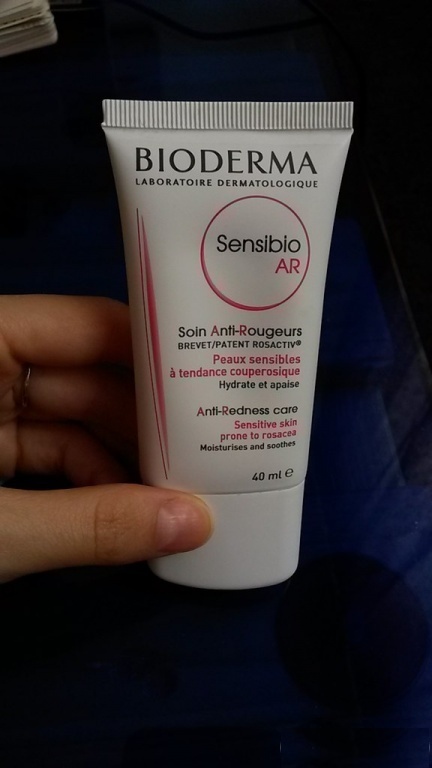 BIODERMA
LABORATOIRE DERMATOLOGIQUE
Sensibio
AR
Soin Anti-Rougeurs
BREVET/PATENT ROSACTIV®
Peaux sensibles
à tendance couperosique
Hydrate et apaise
Anti-Redness care
Sensitive skin
prone to rosacea
Moisturises and soothes
40 ml ℮